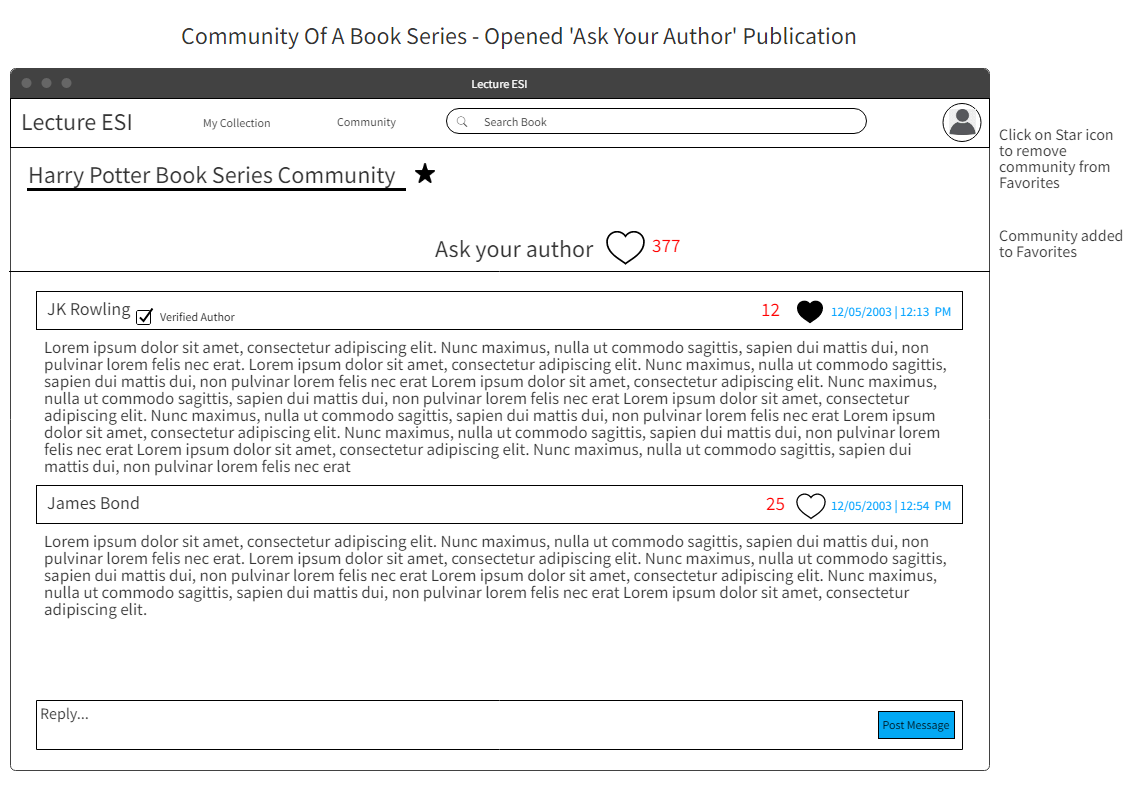 Community Of A Book Series - Opened 'Ask Your Author' Publication
Lecture ESI
Lecture ESI
My Collection
Community
Search Book
Click on Star icon
to remove
community from
Favorites
Harry Potter Book Series Community
Community added
to Favorites
Ask your author
377
JK Rowling
Verified Author
12
12/05/2003 | 12:13 PM
Lorem ipsum dolor sit amet, consectetur adipiscing elit. Nunc maximus, nulla ut commodo sagittis, sapien dui mattis dui, non
pulvinar lorem felis nec erat. Lorem ipsum dolor sit amet, consectetur adipiscing elit. Nunc maximus, nulla ut commodo sagittis,
sapien dui mattis dui, non pulvinar lorem felis nec erat Lorem ipsum dolor sit amet, consectetur adipiscing elit. Nunc maximus,
nulla ut commodo sagittis, sapien dui mattis dui, non pulvinar lorem felis nec erat Lorem ipsum dolor sit amet, consectetur
adipiscing elit. Nunc maximus, nulla ut commodo sagittis, sapien dui mattis dui, non pulvinar lorem felis nec erat Lorem ipsum
dolor sit amet, consectetur adipiscing elit. Nunc maximus, nulla ut commodo sagittis, sapien dui mattis dui, non pulvinar lorem
felis nec erat Lorem ipsum dolor sit amet, consectetur adipiscing elit. Nunc maximus, nulla ut commodo sagittis, sapien dui
mattis dui, non pulvinar lorem felis nec erat
James Bond
25
12/05/2003 | 12:54 PM
Lorem ipsum dolor sit amet, consectetur adipiscing elit. Nunc maximus, nulla ut commodo sagittis, sapien dui mattis dui, non
pulvinar lorem felis nec erat. Lorem ipsum dolor sit amet, consectetur adipiscing elit. Nunc maximus, nulla ut commodo sagittis,
sapien dui mattis dui, non pulvinar lorem felis nec erat Lorem ipsum dolor sit amet, consectetur adipiscing elit. Nunc maximus,
nulla ut commodo sagittis, sapien dui mattis dui, non pulvinar lorem felis nec erat Lorem ipsum dolor sit amet, consectetur
adipiscing elit.
Reply...
Post Message